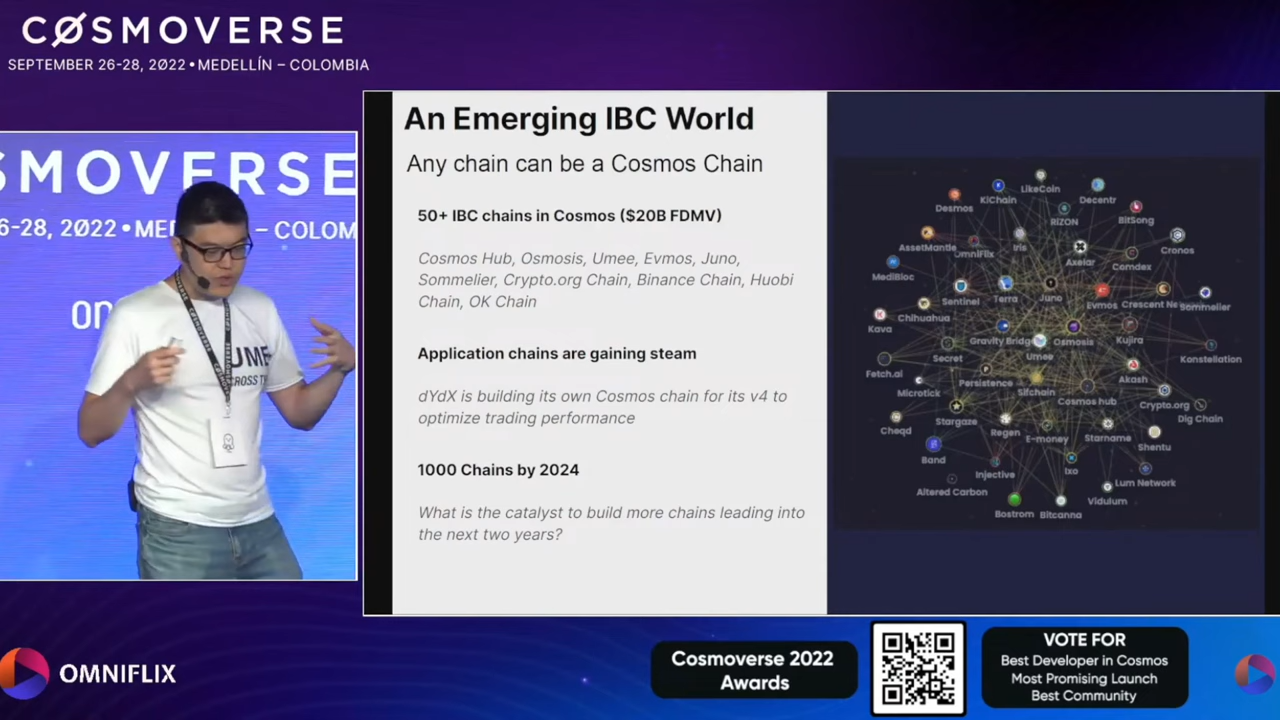 CØSMOVERSE
SEPTEMBER 26-28, 2Ø22 • MEDELLÍN – COLOMBIA
SMOVERSE
6-28, 2Ø22 • ME
– COLOM
UME
CROSS T
COSMOVERSE
An Emerging IBC World
Any chain can be a Cosmos Chain
50+ IBC chains in Cosmos ($20B FDMV)
Cosmos Hub, Osmosis, Umee, Evmos, Juno,
Sommelier, Crypto.org Chain, Binance Chain, Huobi
Chain, OK Chain
Application chains are gaining steam
dYdX is building its own Cosmos chain for its v4 to
optimize trading performance
1000 Chains by 2024
What is the catalyst to build more chains leading into
the next two years?
LikeCoin
KiChain
Decentr
Desmos
RIZON
BitSong
AssetMantle
OmniFlix
Iris
Axelar
Comdex
Cronos
MediBloc
Sentinel
Terra
Juno
Evmos
Crescent Ne
Sommelier
Chihuahua
Kava
Gravity Bridge
Osmosis
Kujira
Umee
Secret
Konstellation
Fetch.ai
Persistence
Sifchain
Akash
Microtick
Cosmos hub
Crypto.org
Dig Chain
Stargaze
Cheqd
Regen
E-money
Starname
Shentu
Band
Injective
Ixo
Lum Network
Altered Carbon
Vidulum
Bostrom
Bitcanna
OMNIFLIX
Cosmoverse 2022
Awards
VOTE FOR
Best Developer in Cosmos
Most Promising Launch
Best Community